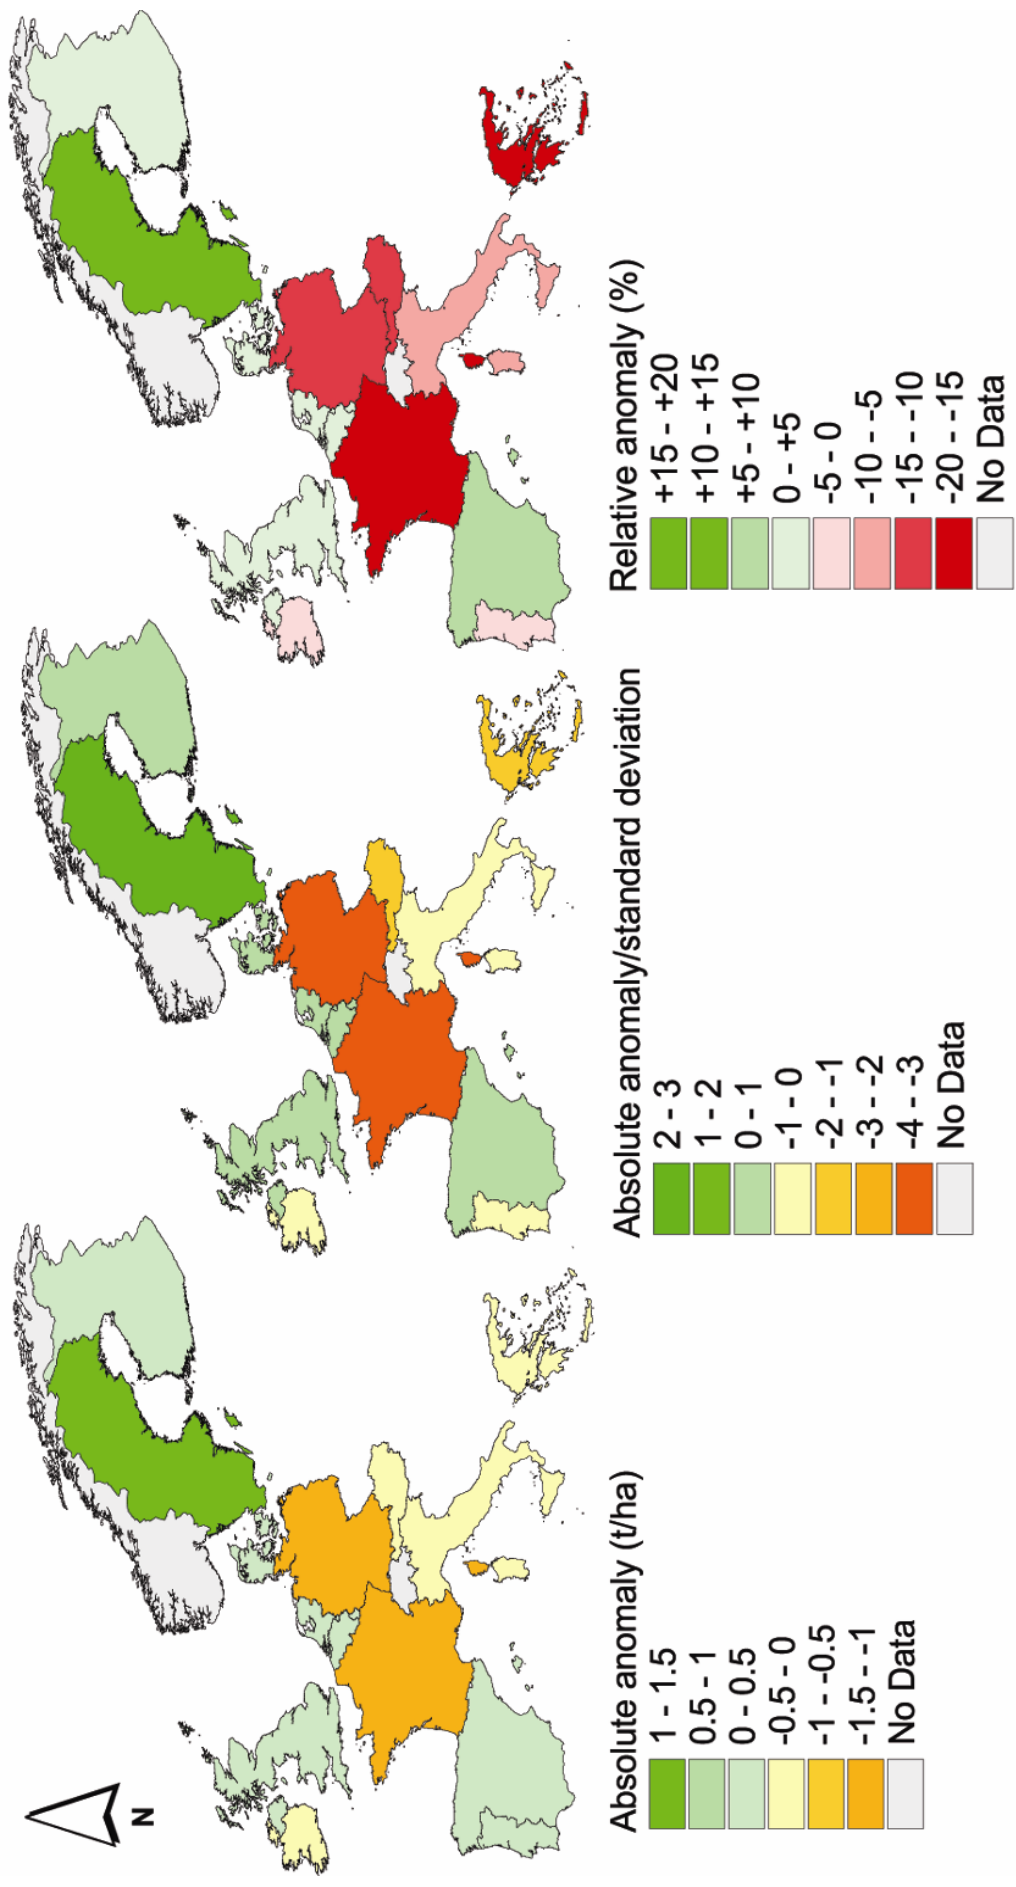 N
Absolute anomaly (t/ha)
1 - 1.5
0.5 - 1
0 - 0.5
-0.5 - 0
-1 - -0.5
-1.5 - -1
No Data
Absolute anomaly/standard deviation
2 - 3
1 - 2
0 - 1
-1 - 0
-2 - -1
-3 - -2
-4 - -3
No Data
Relative anomaly (%)
+15 - +20
+10 - +15
+5 - +10
0 - +5
-5 - 0
-10 - -5
-15 - -10
-20 - -15
No Data